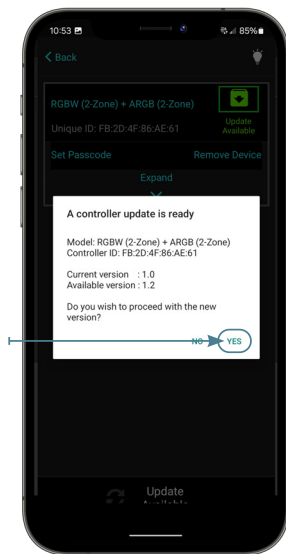 10:53 85%
Back
RGBW (2-Zone) + ARGB (2-Zone)
Update
Available
Unique ID: FB:2D:4F:86:AE:61
Set Passcode Remove Device
Expand
A controller update is ready
Model: RGBW (2-Zone) + ARGB (2-Zone)
Controller ID: FB:2D:4F:86:AE:61
Current version : 1.0
Available version : 1.2
Do you wish to proceed with the new
version?
NO YES
Update
Available